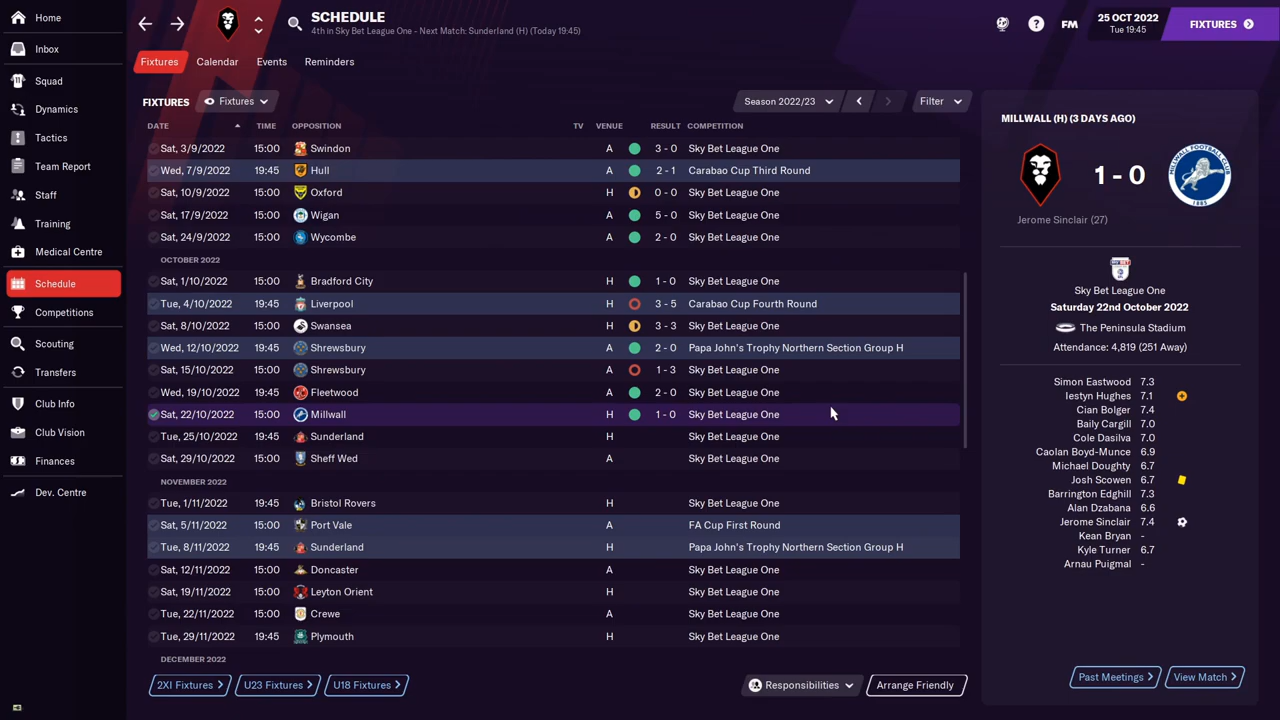 Home
SCHEDULE
4th in Sky Bet League One - Next Match: Sunderland (H) (Today 19:45)
FM
25 OCT 2022
Tue 19:45
FIXTURES
Inbox
Squad
Dynamics
Tactics
Team Report
Staff
Training
Medical Centre
Schedule
Competitions
Scouting
Transfers
Club Info
Club Vision
Finances
Dev. Centre
Fixtures Calendar Events Reminders
FIXTURES Fixtures Season 2022/23 Filter
DATE TIME OPPOSITION TV VENUE RESULT COMPETITION
Sat, 3/9/2022 15:00 Swindon A 3 - 0 Sky Bet League One
Wed, 7/9/2022 19:45 Hull A 2 - 1 Carabao Cup Third Round
Sat, 10/9/2022 15:00 Oxford H 0 - 0 Sky Bet League One
Sat, 17/9/2022 15:00 Wigan A 5 - 0 Sky Bet League One
Sat, 24/9/2022 15:00 Wycombe A 2 - 0 Sky Bet League One
OCTOBER 2022
Sat, 1/10/2022 15:00 Bradford City H 1 - 0 Sky Bet League One
Tue, 4/10/2022 19:45 Liverpool H 3 - 5 Carabao Cup Fourth Round
Sat, 8/10/2022 15:00 Swansea H 3 - 3 Sky Bet League One
Wed, 12/10/2022 19:45 Shrewsbury A 2 - 0 Papa John's Trophy Northern Section Group H
Sat, 15/10/2022 15:00 Shrewsbury A 1 - 3 Sky Bet League One
Wed, 19/10/2022 19:45 Fleetwood A 2 - 0 Sky Bet League One
Sat, 22/10/2022 15:00 Millwall H 1 - 0 Sky Bet League One
Tue, 25/10/2022 19:45 Sunderland H Sky Bet League One
Sat, 29/10/2022 15:00 Sheff Wed A Sky Bet League One
NOVEMBER 2022
Tue, 1/11/2022 19:45 Bristol Rovers H Sky Bet League One
Sat, 5/11/2022 15:00 Port Vale A FA Cup First Round
Tue, 8/11/2022 19:45 Sunderland H Papa John's Trophy Northern Section Group H
Sat, 12/11/2022 15:00 Doncaster A Sky Bet League One
Sat, 19/11/2022 15:00 Leyton Orient H Sky Bet League One
Tue, 22/11/2022 19:45 Crewe A Sky Bet League One
Tue, 29/11/2022 19:45 Plymouth H Sky Bet League One
DECEMBER 2022
2XI Fixtures U23 Fixtures U18 Fixtures Responsibilities Arrange Friendly
MILLWALL (H) (3 DAYS AGO)
1 - 0
MILLWALL FOOTBALL CLUB
1885
Jerome Sinclair (27)
SKY BET
Sky Bet League One
Saturday 22nd October 2022
The Peninsula Stadium
Attendance: 4,819 (251 Away)
Simon Eastwood 7.3
Iestyn Hughes 7.1
Cian Bolger 7.4
Baily Cargill 7.0
Cole Dasilva 7.0
Caolan Boyd-Munce 6.9
Michael Doughty 6.7
Josh Scowen 6.7
Barrington Edghill 7.3
Alan Dzabana 6.6
Jerome Sinclair 7.4
Kean Bryan -
Kyle Turner 6.7
Arnau Puigmal -
Past Meetings View Match